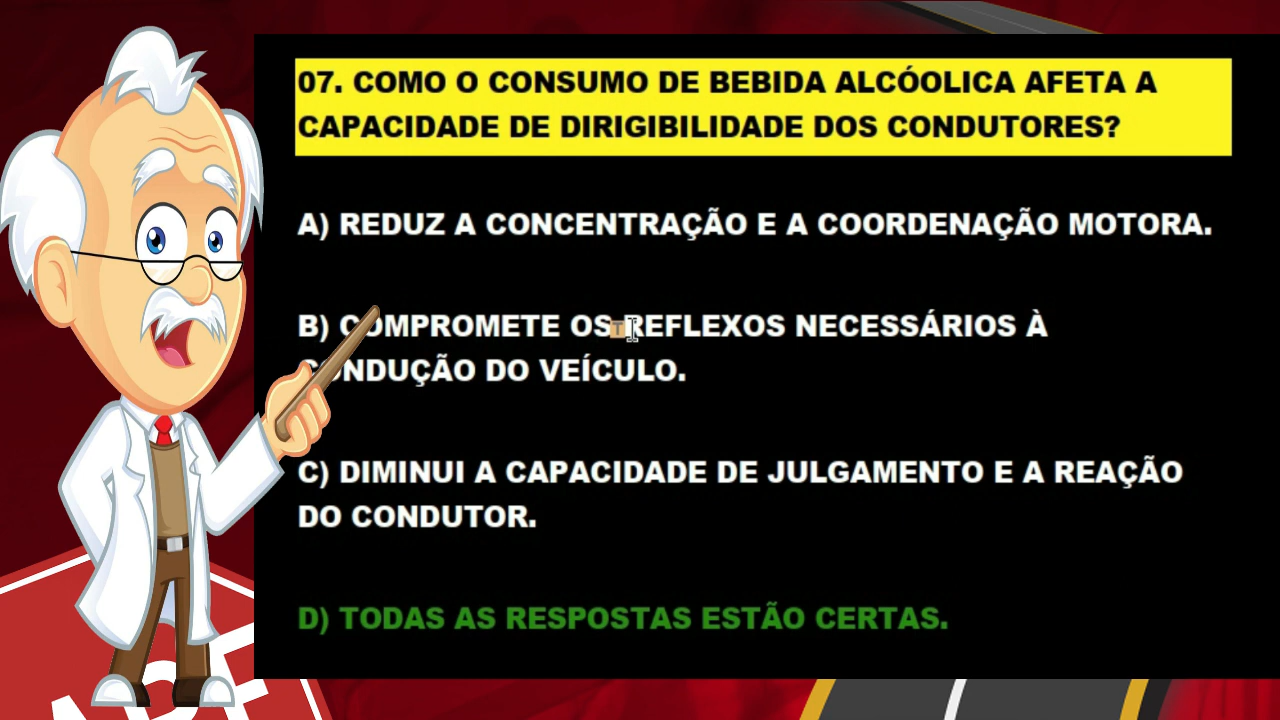 07. COMO O CONSUMO DE BEBIDA ALCÓOLICA AFETA A
CAPACIDADE DE DIRIGIBILIDADE DOS CONDUTORES?
A) REDUZ A CONCENTRAÇÃO E A COORDENAÇÃO MOTORA.
B) COMPROMETE OS REFLEXOS NECESSÁRIOS À
CONDUÇÃO DO VEÍCULO.
C) DIMINUI A CAPACIDADE DE JULGAMENTO E A REAÇÃO
DO CONDUTOR.
D) TODAS AS RESPOSTAS ESTÃO CERTAS.